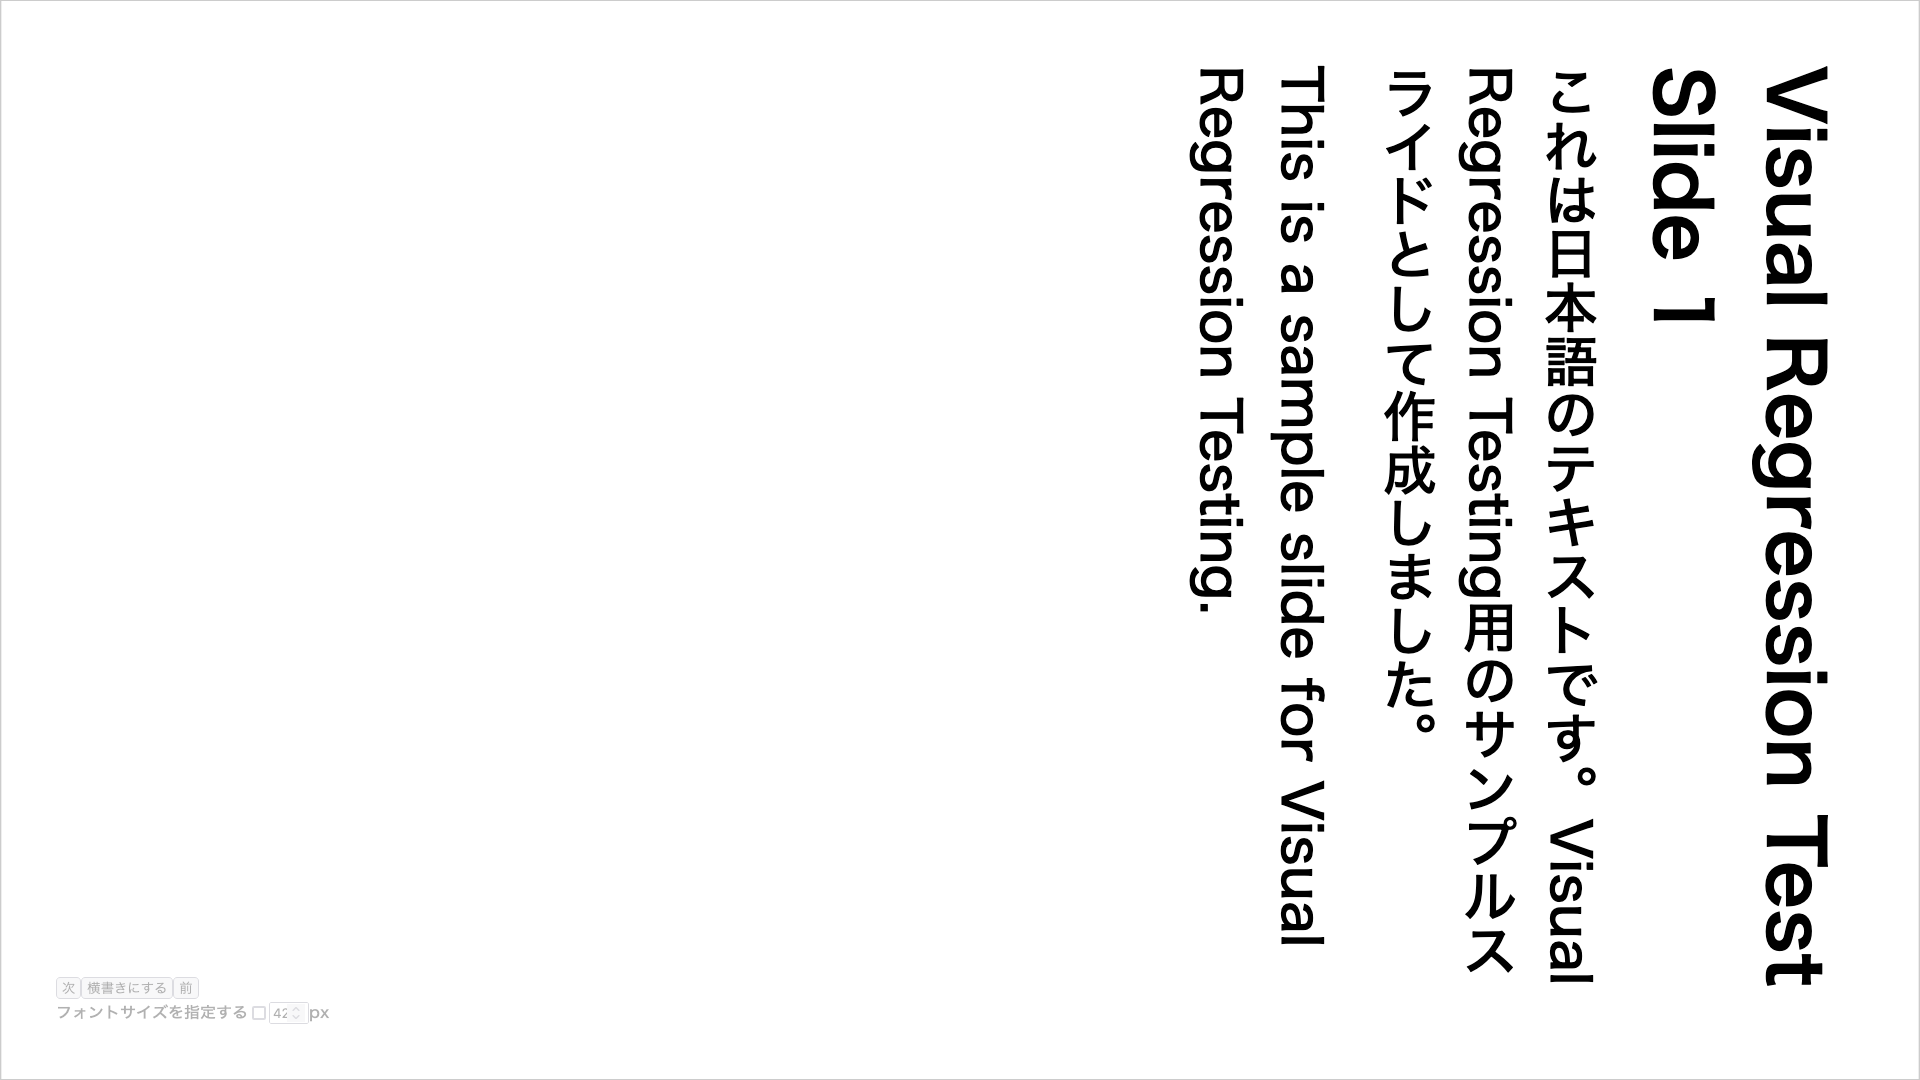 Visual Regression Test
Slide 1
これは日本語のテキストです。Visual
Regression Testing用のサンプルス
ライドとして作成しました。
This is a sample slide for Visual
Regression Testing.
次 横書きにする 前
フォントサイズを指定する 42 px